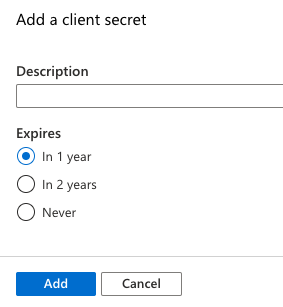 Add a client secret
Description
Expires
In 1 year
In 2 years
Never
Add Cancel